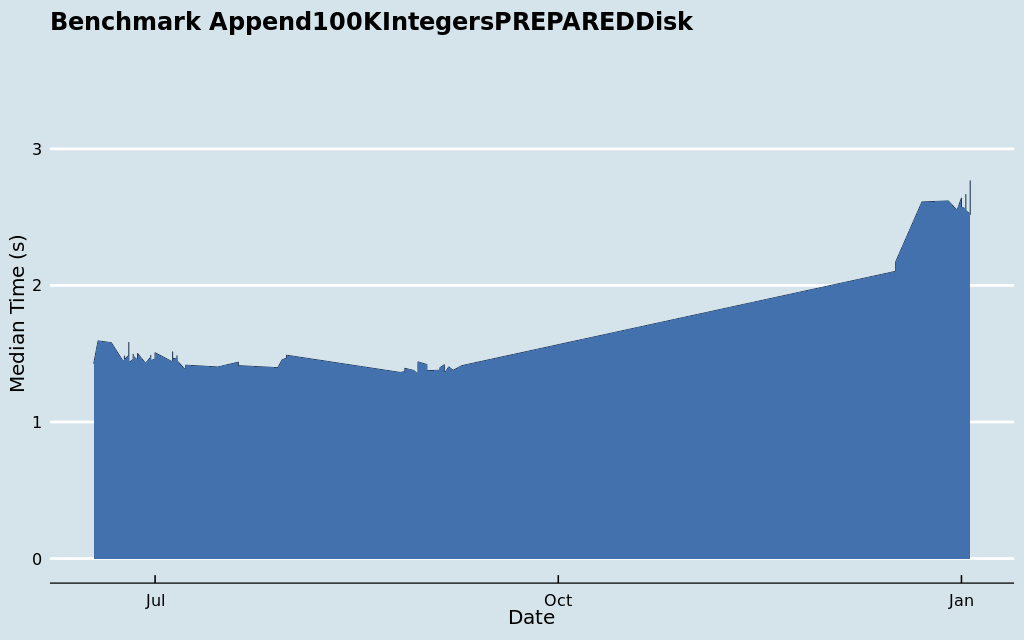 Benchmark Append100KIntegersPREPAREDDisk
3
2
1
0
Median Time (s)
Jul
Oct
Jan
Date